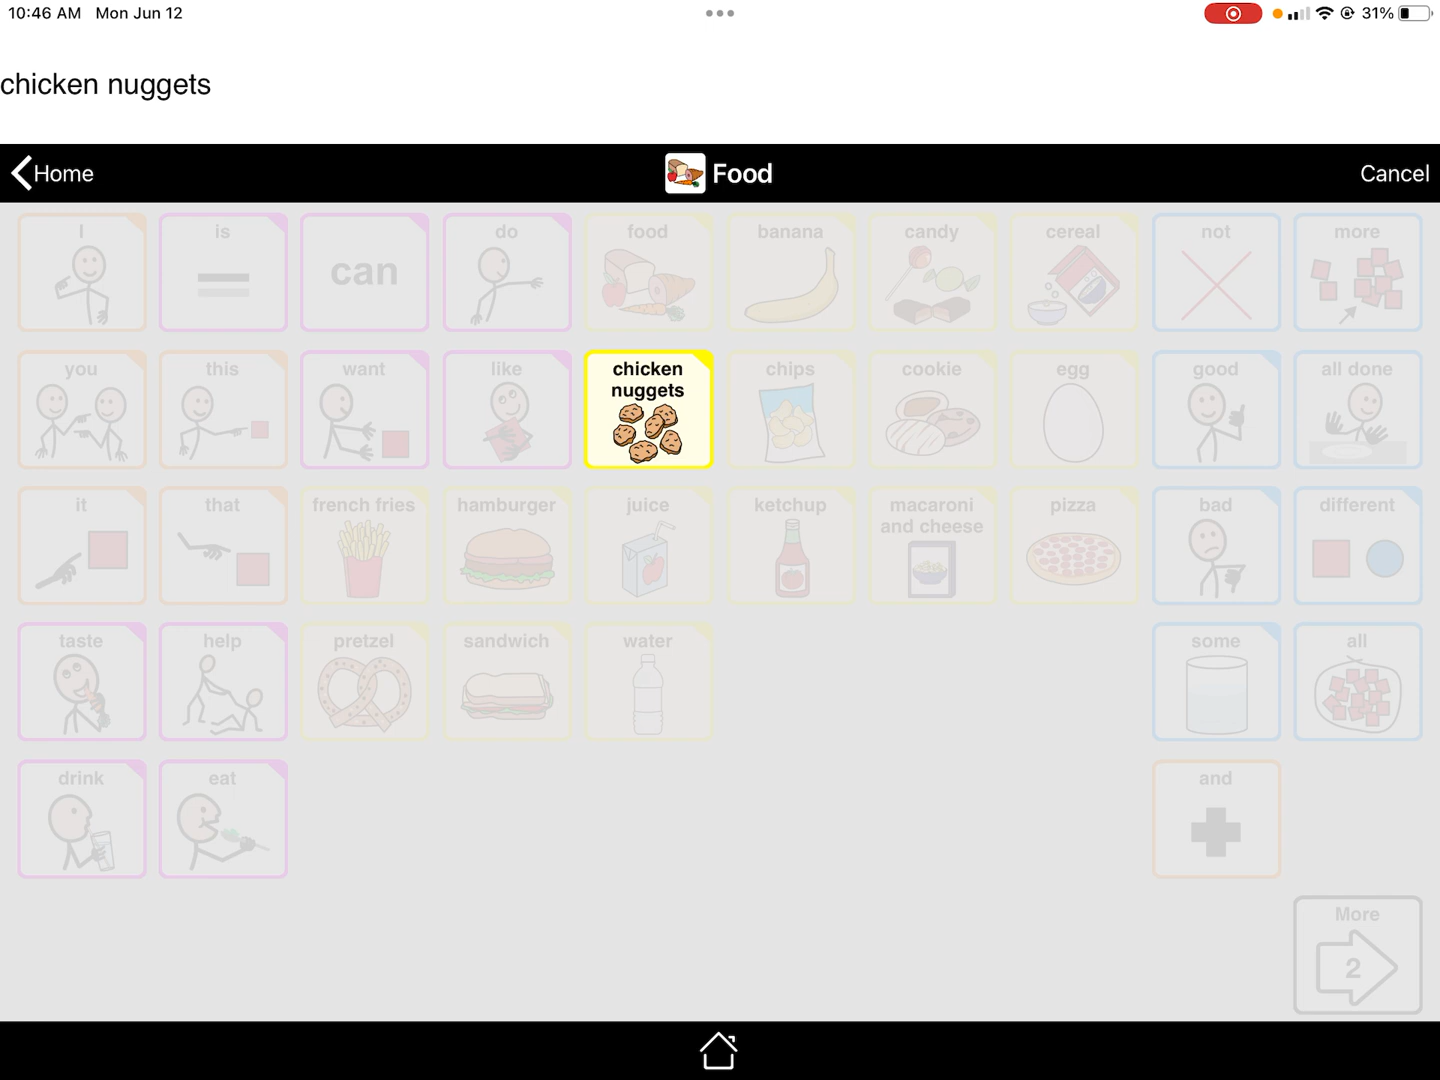 10:46 AM Mon Jun 12
31%
chicken nuggets
Home
Food
Cancel
I
is
can
do
food
banana
candy
cereal
not
more
you
this
want
like
chicken
nuggets
chips
cookie
egg
good
all done
it
that
french fries
hamburger
juice
ketchup
macaroni
and cheese
pizza
bad
different
taste
help
pretzel
sandwich
water
some
all
drink
eat
and
More
2